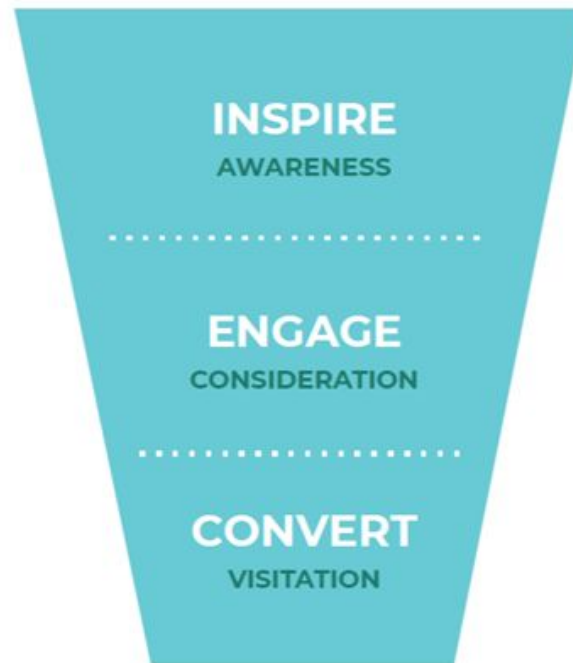 INSPIRE
AWARENESS
ENGAGE
CONSIDERATION
CONVERT
VISITATION